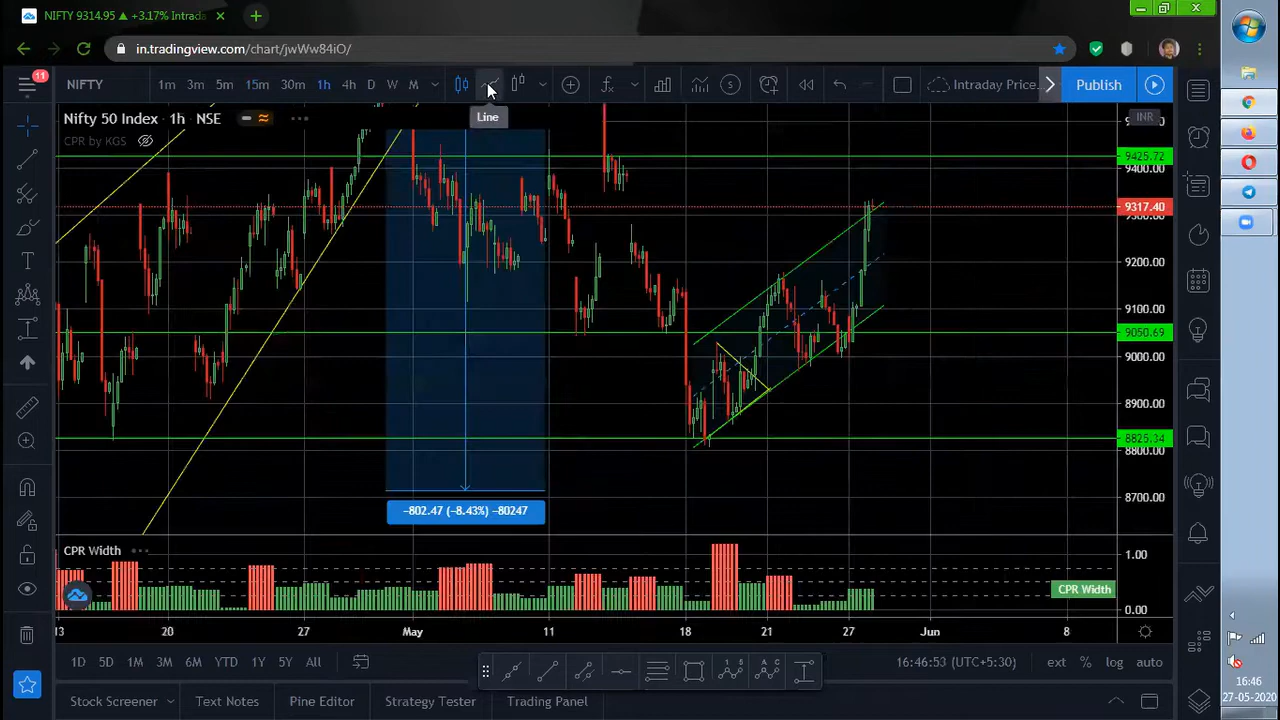 NIFTY 9314.95 ▲ +3.17% Intrada
in.tradingview.com/chart/jwWw84iO/
11
NIFTY 1m 3m 5m 15m 30m 1h 4h D W M Intraday Price. Publish
Line
Nifty 50 Index · 1h · NSE
INR
CPR by KGS
9425.72
9400.00
9317.40
9300.00
9200.00
9100.00
9050.69
9000.00
8900.00
8825.34
8800.00
8700.00
−802.47 (−8.43%) −80247
CPR Width
1.00
CPR Width
0.00
13 20 27 May 11 18 21 27 Jun 8
1D 5D 1M 3M 6M YTD 1Y 5Y All 16:46:53 (UTC+5:30) ext % log auto
Stock Screener Text Notes Pine Editor Strategy Tester Trading Panel
16:46
27-05-2020